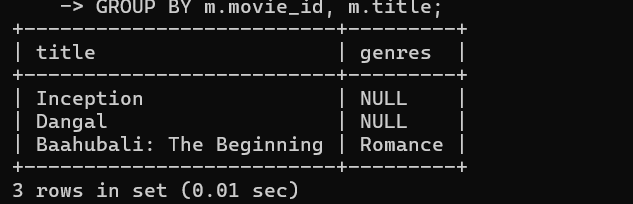 -> GROUP BY m.movie_id, m.title;
+---------------------------+---------+
| title                     | genres  |
+---------------------------+---------+
| Inception                 | NULL    |
| Dangal                    | NULL    |
| Baahubali: The Beginning | Romance |
+---------------------------+---------+
3 rows in set (0.01 sec)